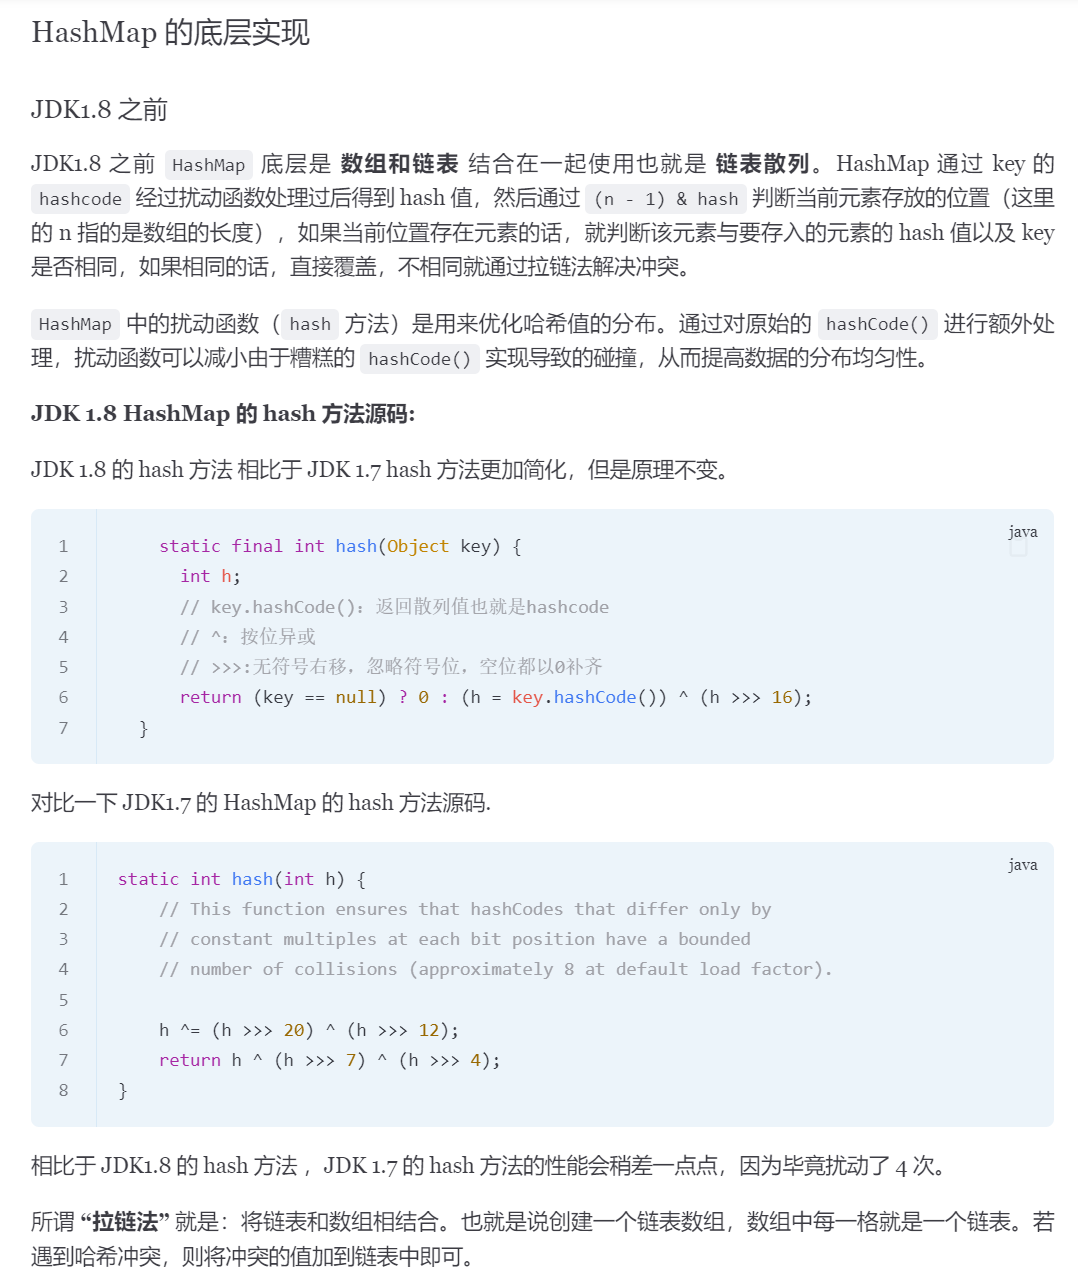 HashMap 的底层实现
JDK1.8 之前
JDK1.8 之前 HashMap 底层是 数组和链表 结合在一起使用也就是 链表散列。HashMap 通过 key 的
hashcode 经过扰动函数处理过后得到 hash 值，然后通过 (n - 1) & hash 判断当前元素存放的位置（这里
的 n 指的是数组的长度），如果当前位置存在元素的话，就判断该元素与要存入的元素的 hash 值以及 key
是否相同，如果相同的话，直接覆盖，不相同就通过拉链法解决冲突。
HashMap 中的扰动函数（hash 方法）是用来优化哈希值的分布。通过对原始的 hashCode() 进行额外处
理，扰动函数可以减小由于糟糕的 hashCode() 实现导致的碰撞，从而提高数据的分布均匀性。
JDK 1.8 HashMap 的 hash 方法源码:
JDK 1.8 的 hash 方法 相比于 JDK 1.7 hash 方法更加简化，但是原理不变。
java
1 static final int hash(Object key) {
2 int h;
3 // key.hashCode()：返回散列值也就是hashcode
4 // ^：按位异或
5 // >>>:无符号右移，忽略符号位，空位都以0补齐
6 return (key == null) ? 0 : (h = key.hashCode()) ^ (h >>> 16);
7 }
对比一下 JDK1.7 的 HashMap 的 hash 方法源码.
java
1 static int hash(int h) {
2 // This function ensures that hashCodes that differ only by
3 // constant multiples at each bit position have a bounded
4 // number of collisions (approximately 8 at default load factor).
5
6 h ^= (h >>> 20) ^ (h >>> 12);
7 return h ^ (h >>> 7) ^ (h >>> 4);
8 }
相比于 JDK1.8 的 hash 方法 ，JDK 1.7 的 hash 方法的性能会稍差一点点，因为毕竟扰动了 4 次。
所谓 “拉链法” 就是：将链表和数组相结合。也就是说创建一个链表数组，数组中每一格就是一个链表。若
遇到哈希冲突，则将冲突的值加到链表中即可。